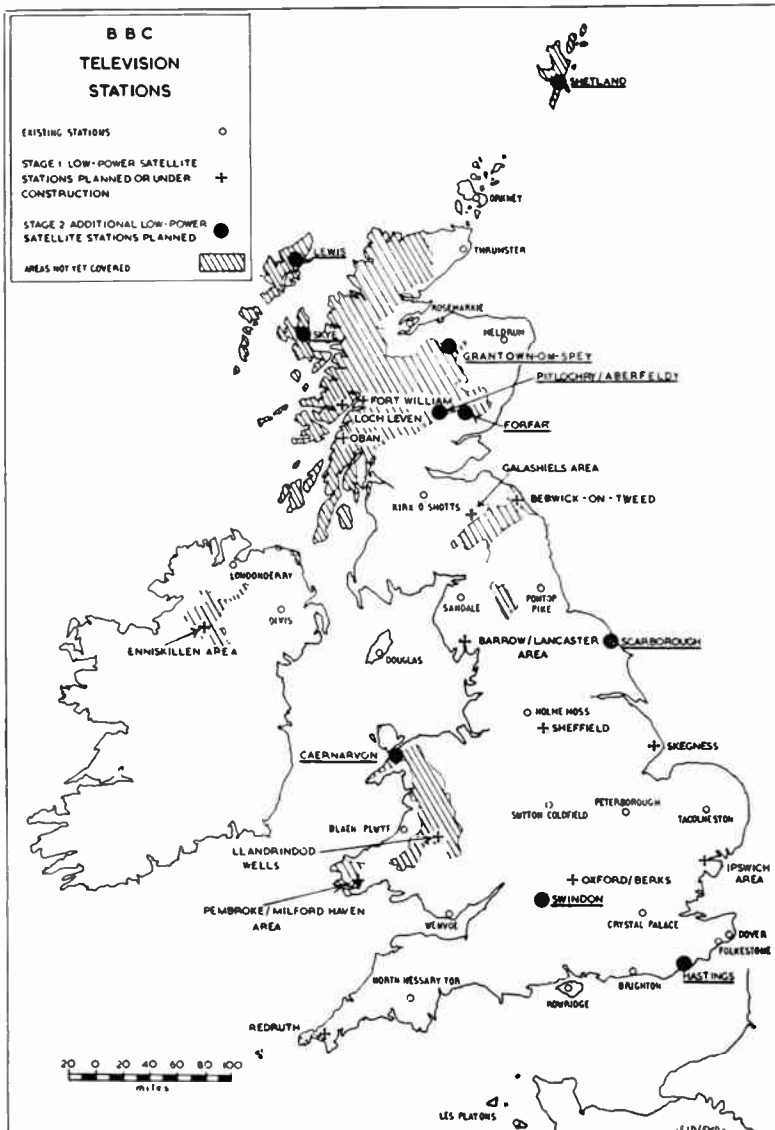 BBC
TELEVISION
STATIONS
EXISTING STATIONS
STAGE 1 LOW-POWER SATELLITE
STATIONS PLANNED OR UNDER
CONSTRUCTION
STAGE 2 ADDITIONAL LOW-POWER
SATELLITE STATIONS PLANNED
AREAS NOT YET COVERED
SHETLAND
ORKNEY
THRUMSTER
LEWIS
ROSEMARKIE
SKYE
MELDRUM
GRANTOWN-ON-SPEY
PITLOCHRY/ABERFELDY
FORT WILLIAM
LOCH LEVEN
FORFAR
OBAN
GALASHIELS AREA
KIRK O SHOTTS
BERWICK-ON-TWEED
LONDONDERRY
DIVIS
SANDALE
PONTOP
PIKE
ENNISKILLEN AREA
DOUGLAS
BARROW/LANCASTER
AREA
SCARBOROUGH
HOLME MOSS
SHEFFIELD
SKEGNESS
CAERNARVON
SUTTON COLDFIELD
PETERBOROUGH
TACOLNESTON
BLAEN PLWYF
LLANDRINDOD
WELLS
IPSWICH
AREA
OXFORD/BERKS
PEMBROKE/MILFORD HAVEN
AREA
SWINDON
WENVOE
CRYSTAL PALACE
DOVER
FOLKESTONE
HASTINGS
BRIGHTON
NORTH HESSARY TOR
ROWRIDGE
REDRUTH
20 0 20 40 60 80 100
miles
LES PLATONS